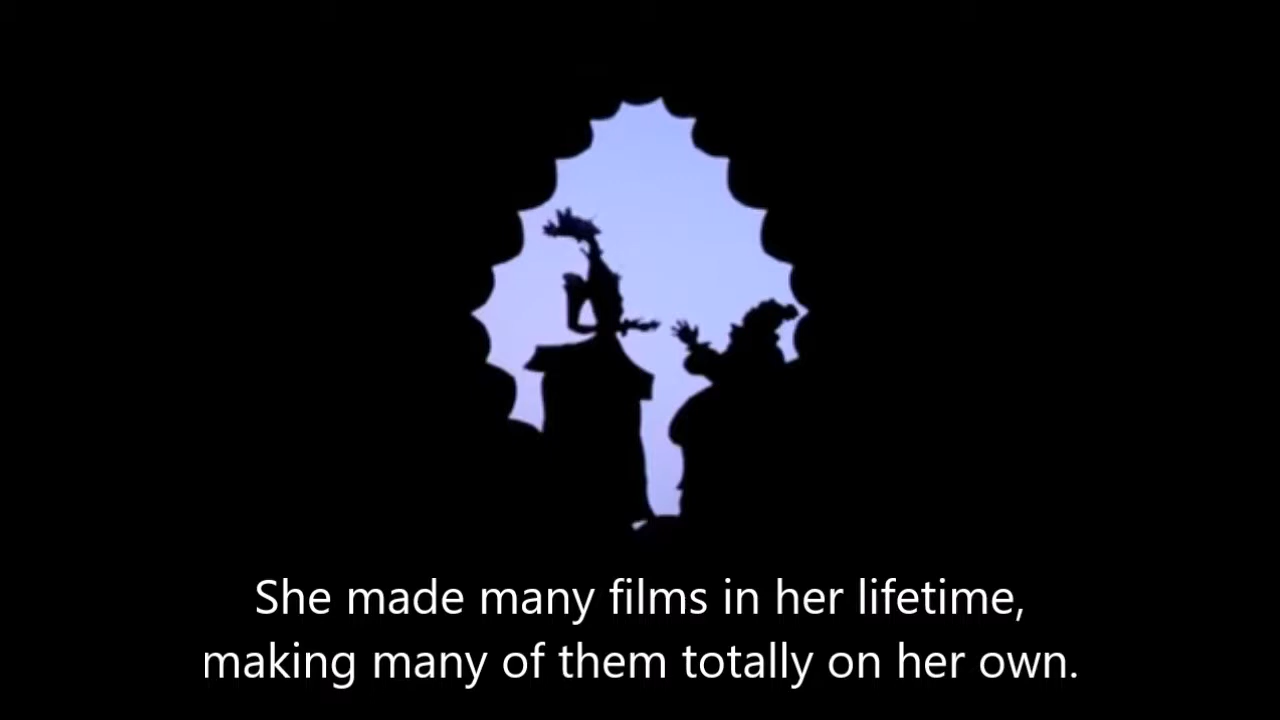 She made many films in her lifetime,
making many of them totally on her own.